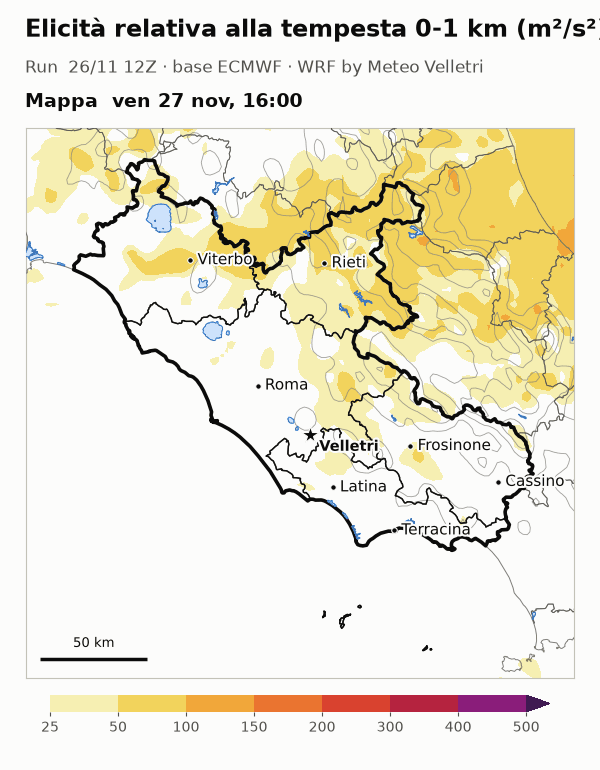 Elicità relativa alla tempesta 0-1 km (m²/s²)
Run 26/11 12Z · base ECMWF · WRF by Meteo Velletri
Mappa ven 27 nov, 16:00
Viterbo
Rieti
Roma
Velletri
Frosinone
Latina
Cassino
Terracina
50 km
25 50 100 150 200 300 400 500